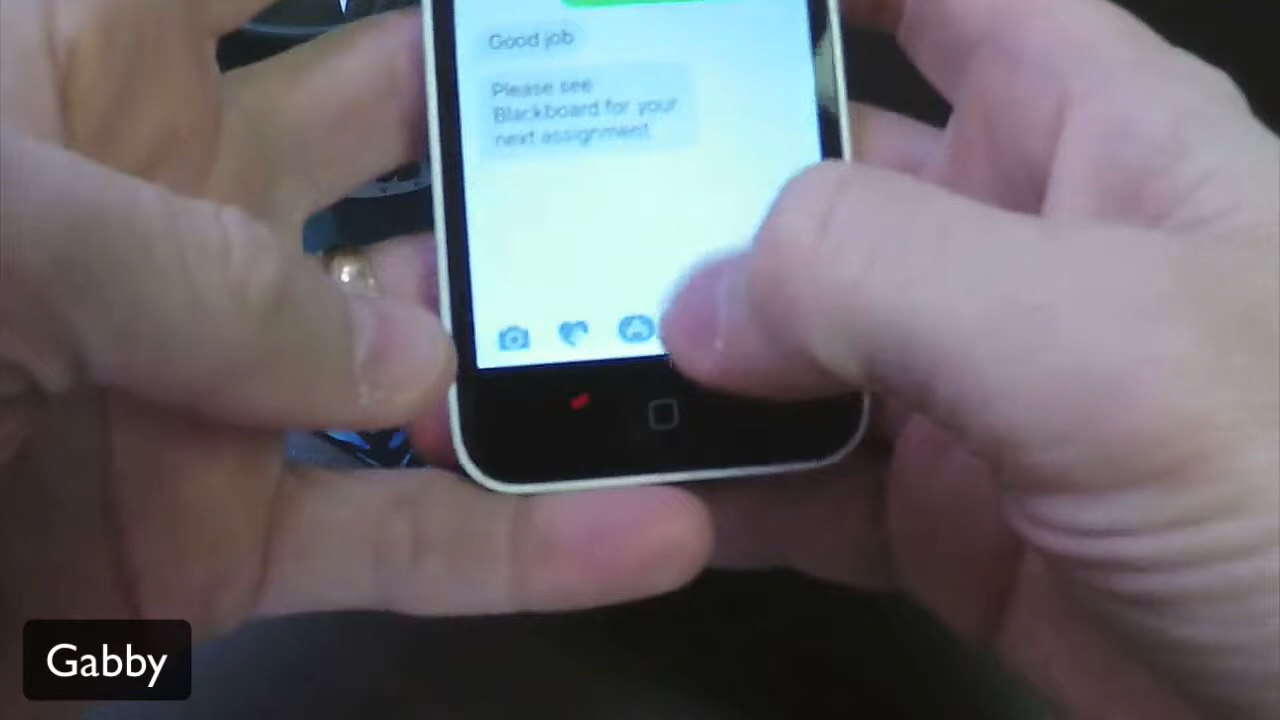 Good job
Please see
Blackboard for your
next assignment
Gabby